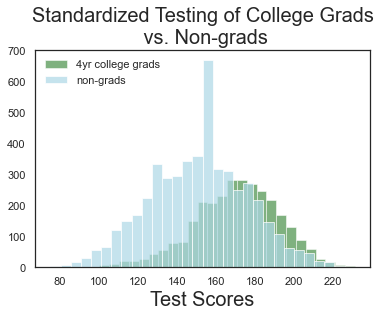 Standardized Testing of College Grads
vs. Non-grads
700
600
500
400
300
200
100
0
4yr college grads
non-grads
80 100 120 140 160 180 200 220
Test Scores